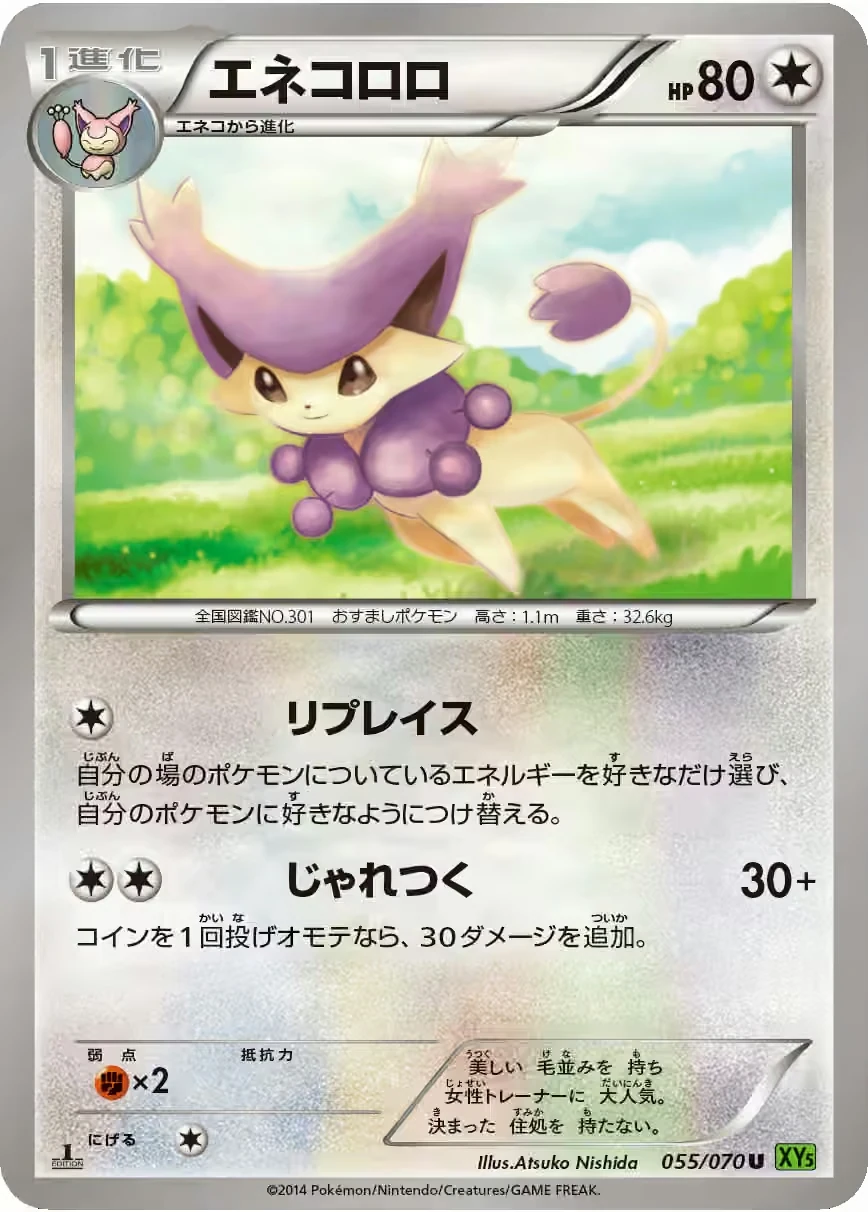 1進化
エネコロロ
HP80
エネコから進化
全国図鑑NO.301 おすましポケモン 高さ:1.1m 重さ:32.6kg
リプレイス
自分の場のポケモンについているエネルギーを好きなだけ選び、
自分のポケモンに好きなようにつけ替える。
じゃれつく 30+
コインを1回投げオモテなら、30ダメージを追加。
弱点 抵抗力
×2
にげる
美しい 毛並みを 持ち
女性トレーナーに 大人気。
決まった 住処を 持たない。
1 EDITION
Illus.Atsuko Nishida 055/070 U XY5
©2014 Pokémon/Nintendo/Creatures/GAME FREAK.